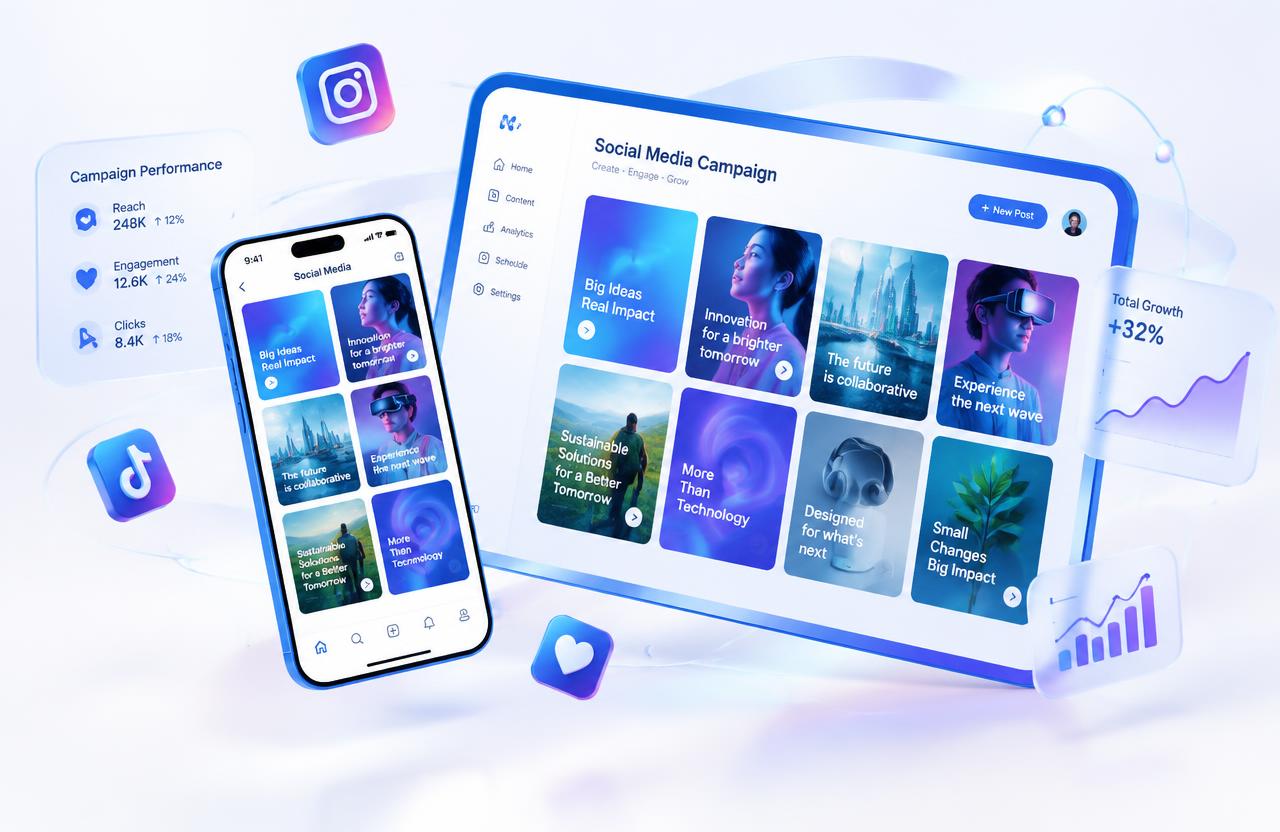 Campaign Performance
Reach
248K ↑ 12%
Engagement
12.6K ↑ 24%
Clicks
8.4K ↑ 18%
9:41
Social Media
Big Ideas
Real Impact
Innovation
for a brighter
tomorrow
The future
is collaborative
Experience
the next wave
Sustainable
Solutions
for a Better
Tomorrow
More
Than
Technology
Home
Content
Analytics
Schedule
Settings
Social Media Campaign
Create - Engage - Grow
+ New Post
Big Ideas
Real Impact
Innovation
for a brighter
tomorrow
The future
is collaborative
Experience
the next wave
Sustainable
Solutions
for a Better
Tomorrow
More
Than
Technology
Designed
for what's
next
Small
Changes
Big Impact
Total Growth
+32%